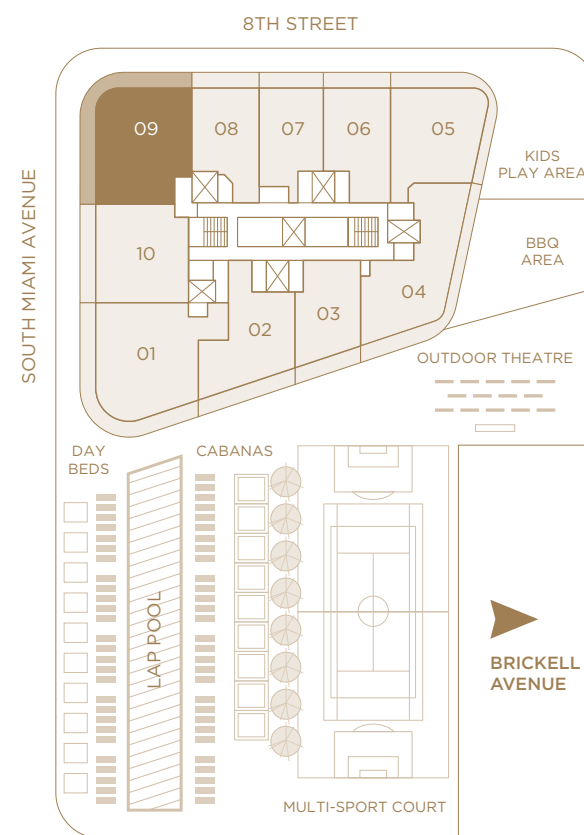 8TH STREET
SOUTH MIAMI AVENUE
09
08
07
06
05
KIDS
PLAY AREA
10
BBQ
AREA
04
03
02
01
OUTDOOR THEATRE
DAY
BEDS
CABANAS
LAP POOL
BRICKELL
AVENUE
MULTI-SPORT COURT